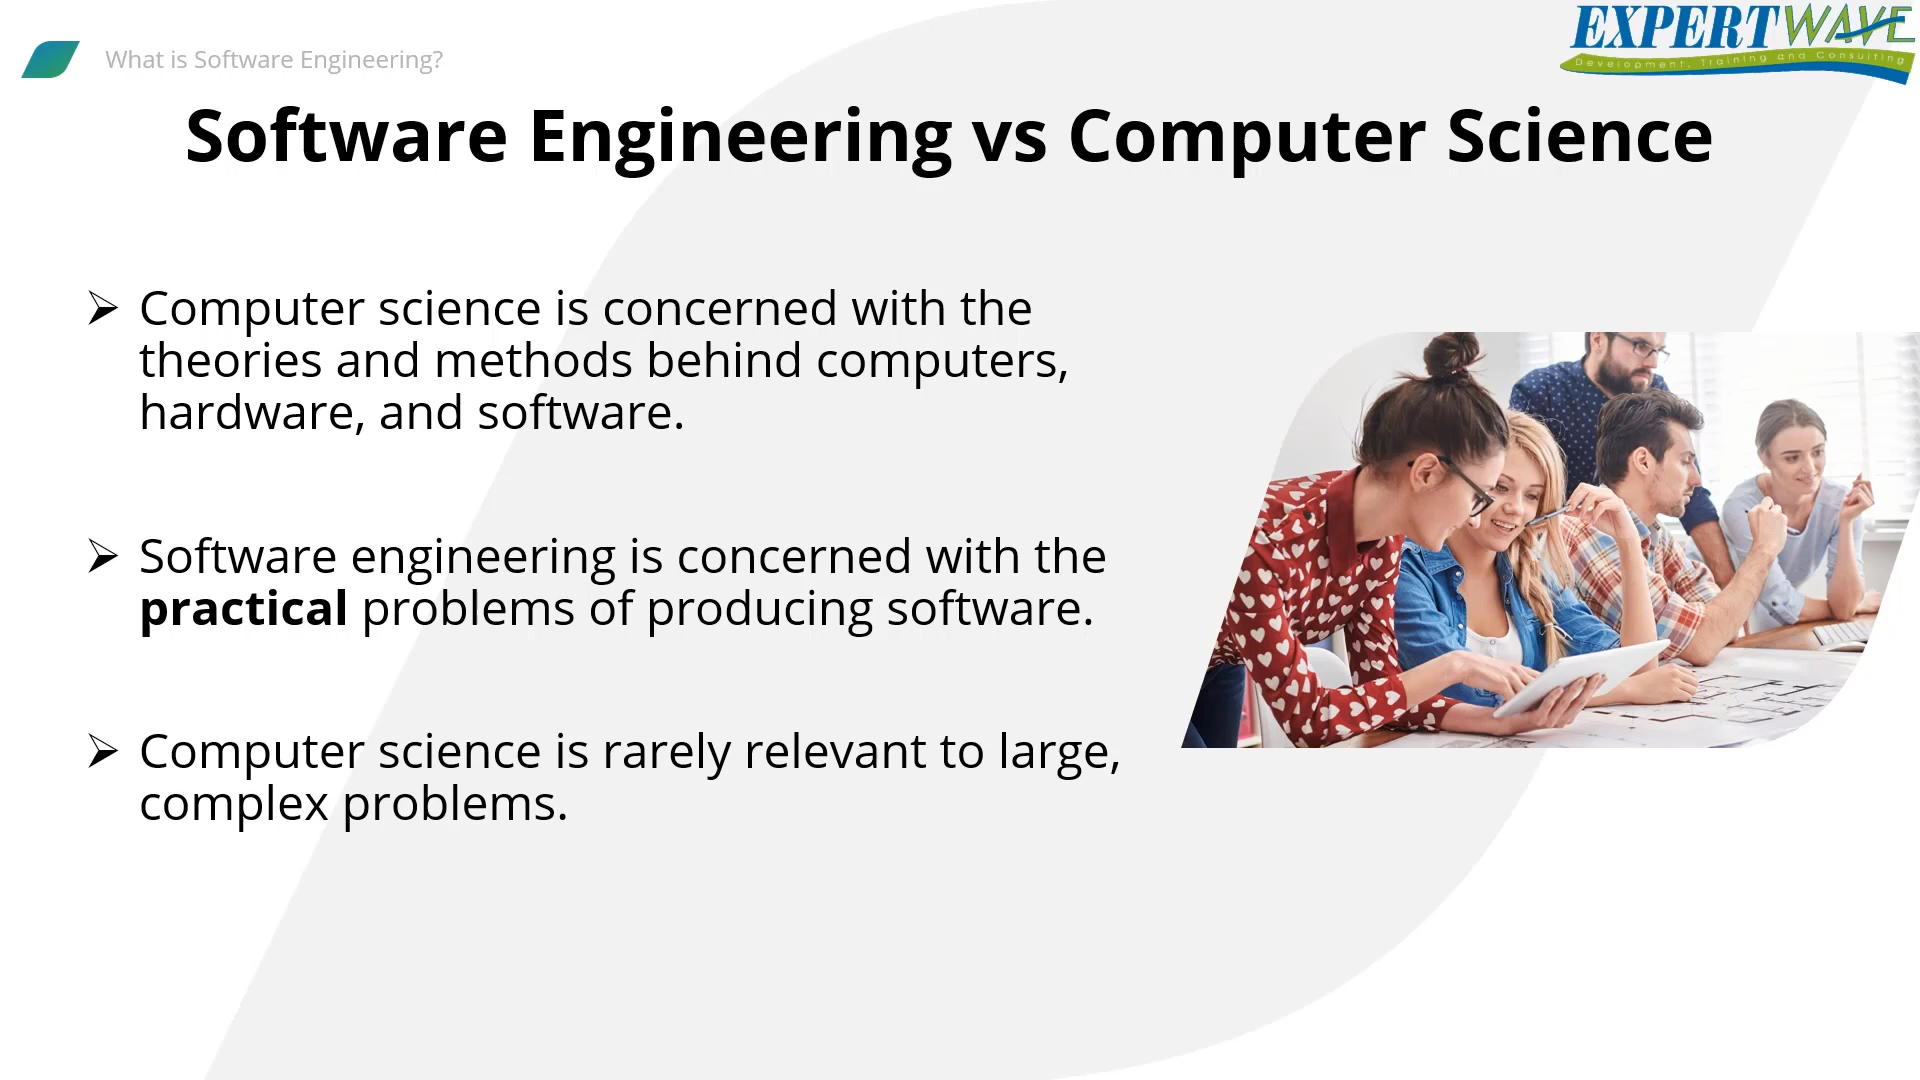 What is Software Engineering?
EXPERTWAVE
Development, Training and Consulting
Software Engineering vs Computer Science
➢ Computer science is concerned with the
theories and methods behind computers,
hardware, and software.
➢ Software engineering is concerned with the
practical problems of producing software.
➢ Computer science is rarely relevant to large,
complex problems.